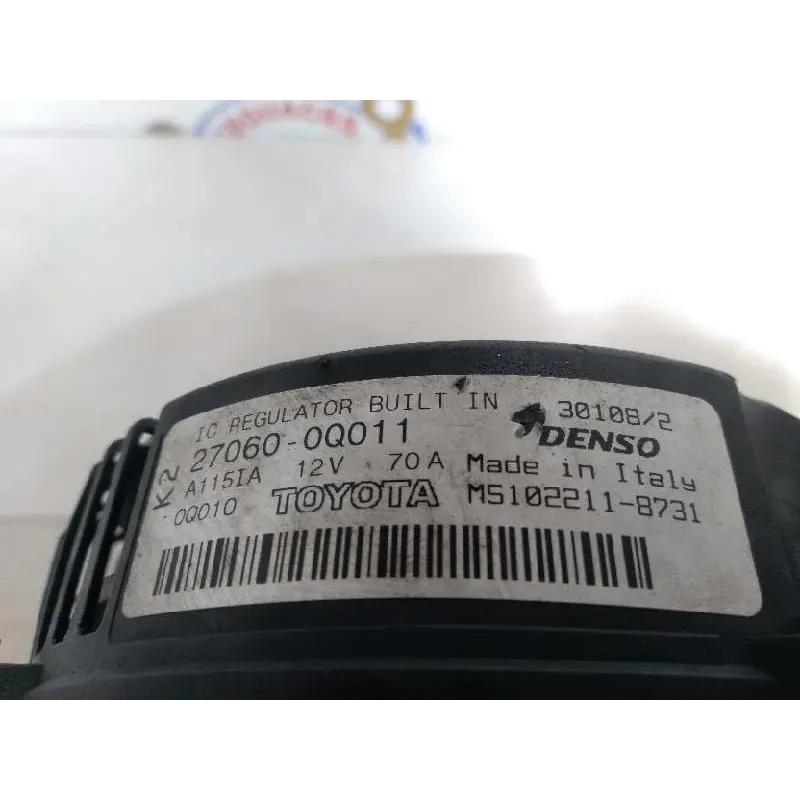 IC REGULATOR BUILT IN 30108/2
K2 27060-0Q011 DENSO
A115IA 12V 70A Made in Italy
0Q010 TOYOTA MS102211-8731